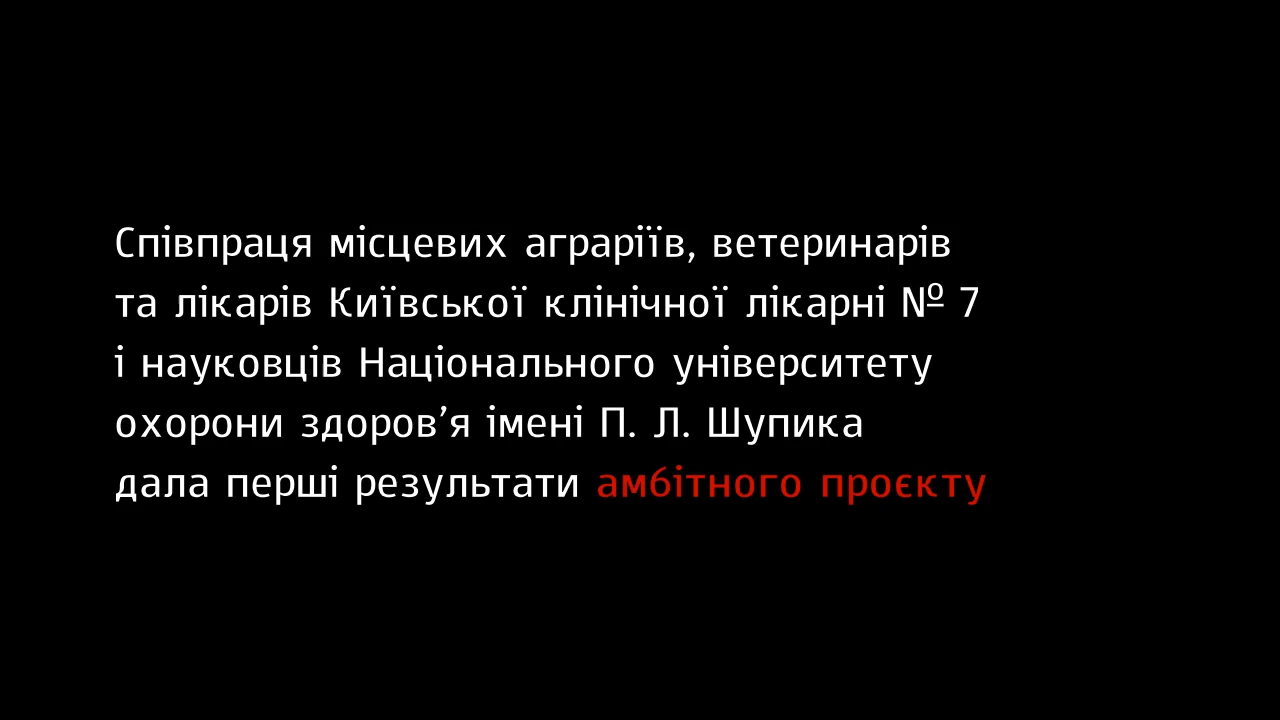 Співпраця місцевих аграріїв, ветеринарів
та лікарів Київської клінічної лікарні № 7
і науковців Національного університету
охорони здоров’я імені П. Л. Шупика
дала перші результати амбітного проєкту